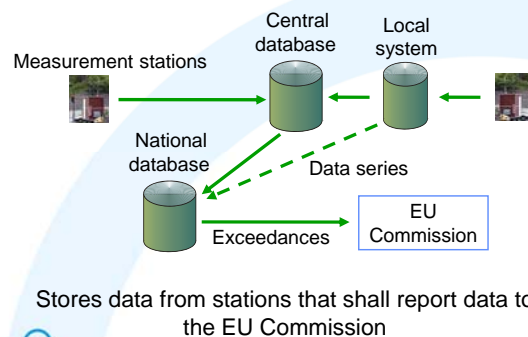 Central
database
Local
system
Measurement stations
National
database
Data series
Exceedances
EU
Commission
Stores data from stations that shall report data to
the EU Commission